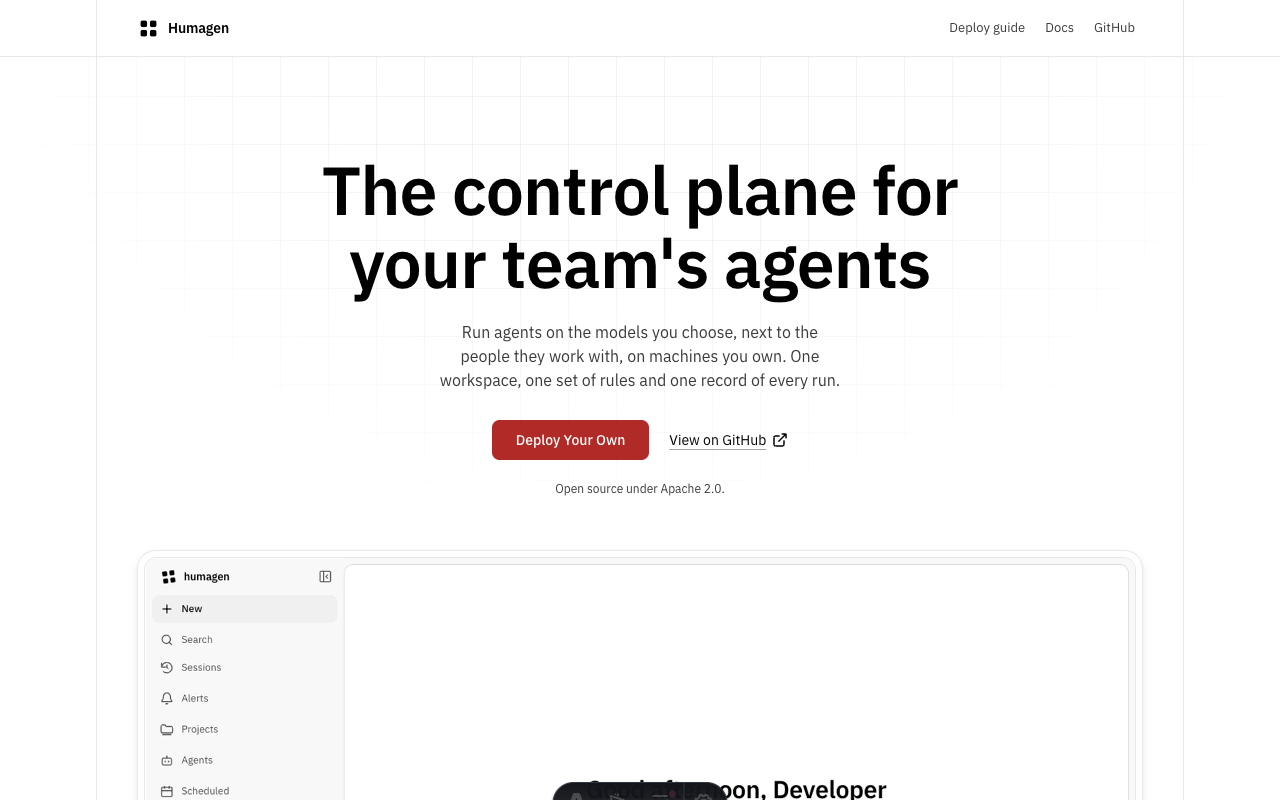 Humagen
Deploy guide
Docs
GitHub
The control plane for
your team's agents
Run agents on the models you choose, next to the
people they work with, on machines you own. One
workspace, one set of rules and one record of every run.
Deploy Your Own
View on GitHub
Open source under Apache 2.0.
humagen
New
Search
Sessions
Alerts
Projects
Agents
Scheduled
Good afternoon, Developer